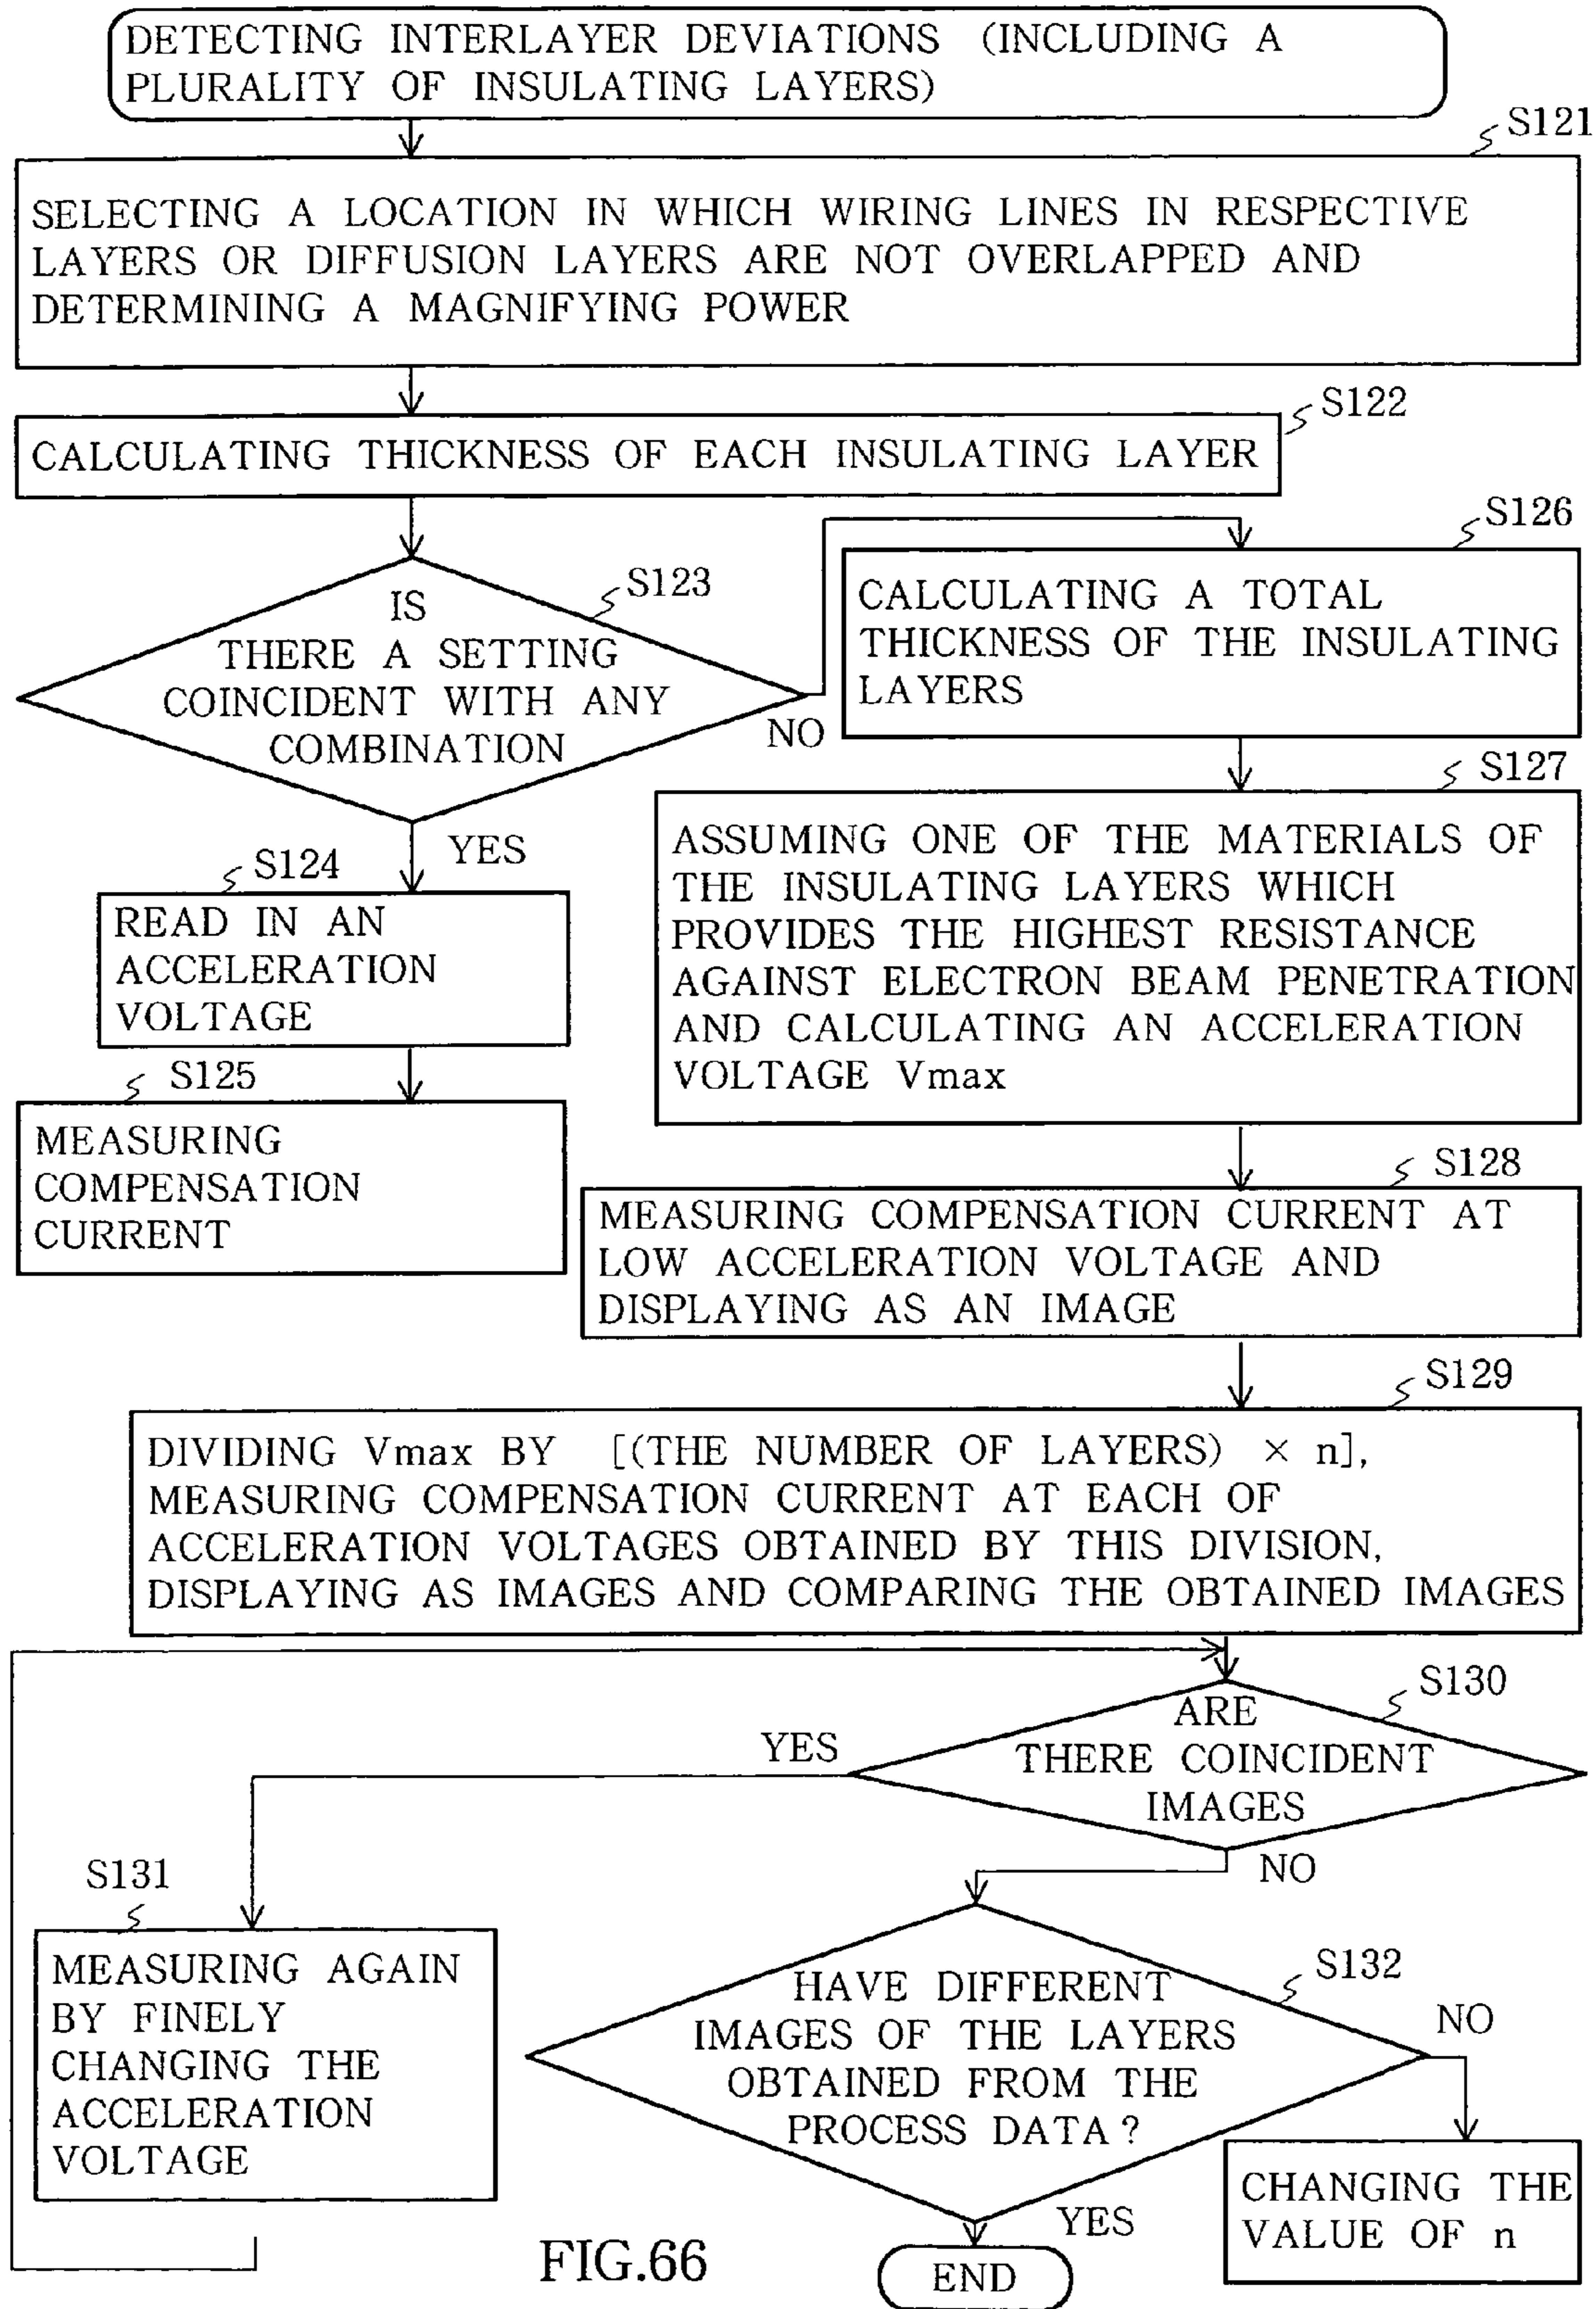 DETECTING INTERLAYER DEVIATIONS (INCLUDING A
PLURALITY OF INSULATING LAYERS)
S121
SELECTING A LOCATION IN WHICH WIRING LINES IN RESPECTIVE
LAYERS OR DIFFUSION LAYERS ARE NOT OVERLAPPED AND
DETERMINING A MAGNIFYING POWER
S122
CALCULATING THICKNESS OF EACH INSULATING LAYER
S123
IS
THERE A SETTING
COINCIDENT WITH ANY
COMBINATION
NO
YES
S124
READ IN AN
ACCELERATION
VOLTAGE
S125
MEASURING
COMPENSATION
CURRENT
S126
CALCULATING A TOTAL
THICKNESS OF THE INSULATING
LAYERS
S127
ASSUMING ONE OF THE MATERIALS OF
THE INSULATING LAYERS WHICH
PROVIDES THE HIGHEST RESISTANCE
AGAINST ELECTRON BEAM PENETRATION
AND CALCULATING AN ACCELERATION
VOLTAGE Vmax
S128
MEASURING COMPENSATION CURRENT AT
LOW ACCELERATION VOLTAGE AND
DISPLAYING AS AN IMAGE
S129
DIVIDING Vmax BY [(THE NUMBER OF LAYERS) × n],
MEASURING COMPENSATION CURRENT AT EACH OF
ACCELERATION VOLTAGES OBTAINED BY THIS DIVISION,
DISPLAYING AS IMAGES AND COMPARING THE OBTAINED IMAGES
S130
ARE
THERE COINCIDENT
IMAGES
YES
NO
S131
MEASURING AGAIN
BY FINELY
CHANGING THE
ACCELERATION
VOLTAGE
S132
HAVE DIFFERENT
IMAGES OF THE LAYERS
OBTAINED FROM THE
PROCESS DATA?
NO
CHANGING THE
VALUE OF n
YES
END
FIG.66